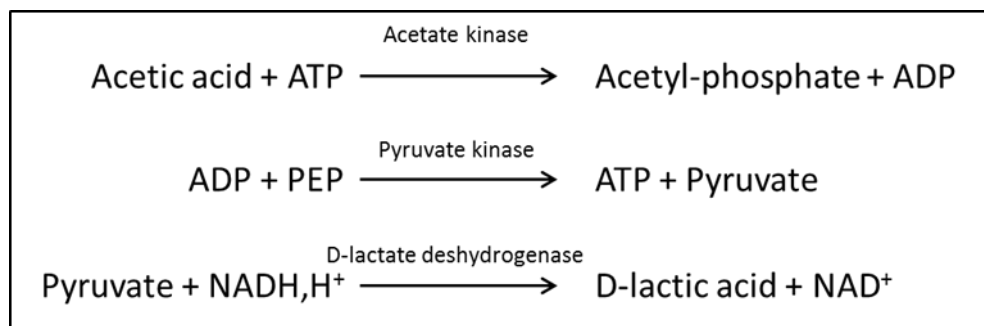 Acetate kinase
Acetic acid + ATP Acetyl-phosphate + ADP
Pyruvate kinase
ADP + PEP ATP + Pyruvate
D-lactate deshydrogenase
Pyruvate + NADH,H⁺ D-lactic acid + NAD⁺